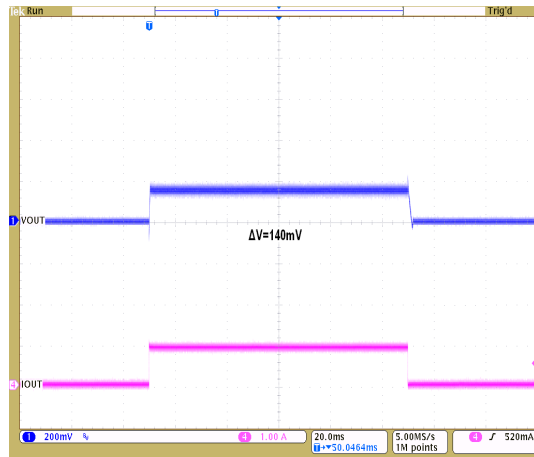 Tek Run Trig'd
T
T
1 VOUT
ΔV=140mV
4 IOUT
1 200mV 4 1.00 A 20.0ms 5.00MS/s 4 520mA
T→▼50.0464ms 1M points